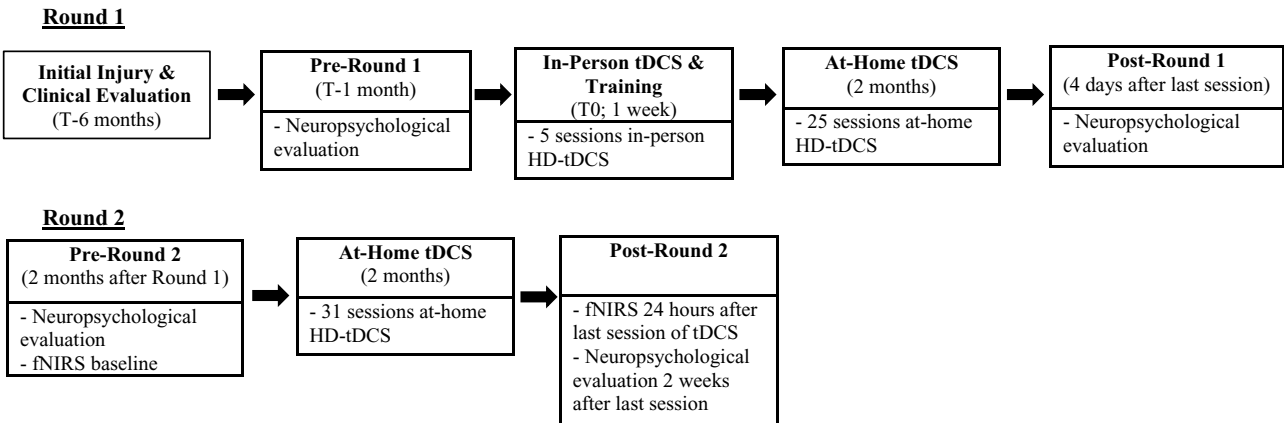 Round 1
Initial Injury &
Clinical Evaluation
(T-6 months)
Pre-Round 1
(T-1 month)
- Neuropsychological
evaluation
In-Person tDCS &
Training
(T0; 1 week)
- 5 sessions in-person
HD-tDCS
At-Home tDCS
(2 months)
- 25 sessions at-home
HD-tDCS
Post-Round 1
(4 days after last session)
- Neuropsychological
evaluation
Round 2
Pre-Round 2
(2 months after Round 1)
- Neuropsychological
evaluation
- fNIRS baseline
At-Home tDCS
(2 months)
- 31 sessions at-home
HD-tDCS
Post-Round 2
- fNIRS 24 hours after
last session of tDCS
- Neuropsychological
evaluation 2 weeks
after last session